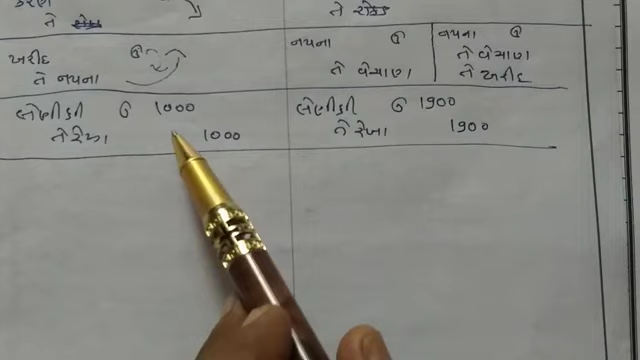 તે
તે રોકડ
ખરીદ ઉ
તે નયના
નયના ઉ
તે વેચાણ
નયના ઉ
તે વેચાણ
તે ખરીદ
1000
તે રેખા 1000
ઉ 1900
તે રેખા 1900